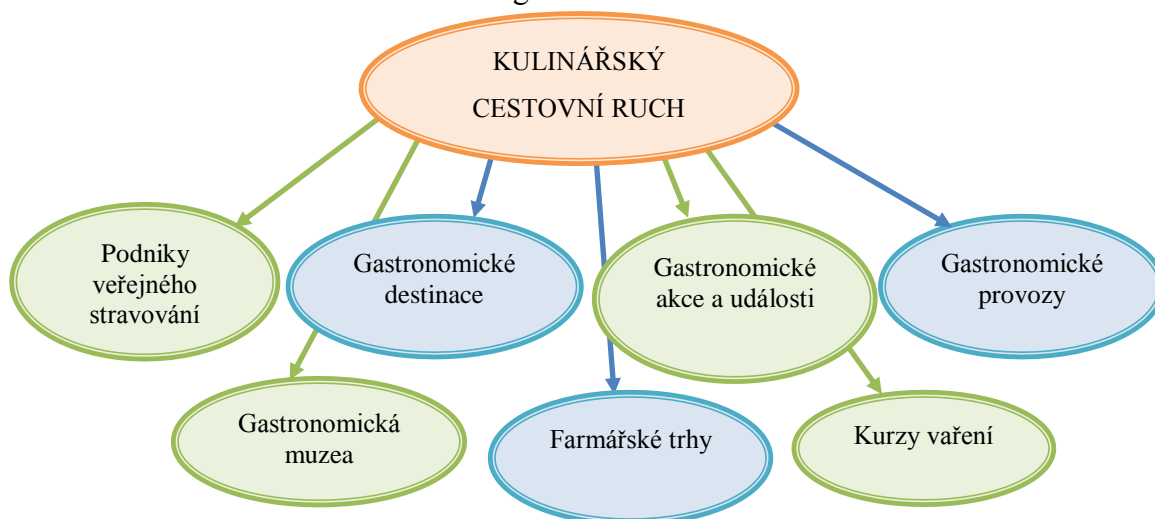 KULINÁŘSKÝ
CESTOVNÍ RUCH
Podniky
veřejného
stravování
Gastronomické
destinace
Gastronomické
akce a události
Gastronomické
provozy
Gastronomická
muzea
Farmářské trhy
Kurzy vaření